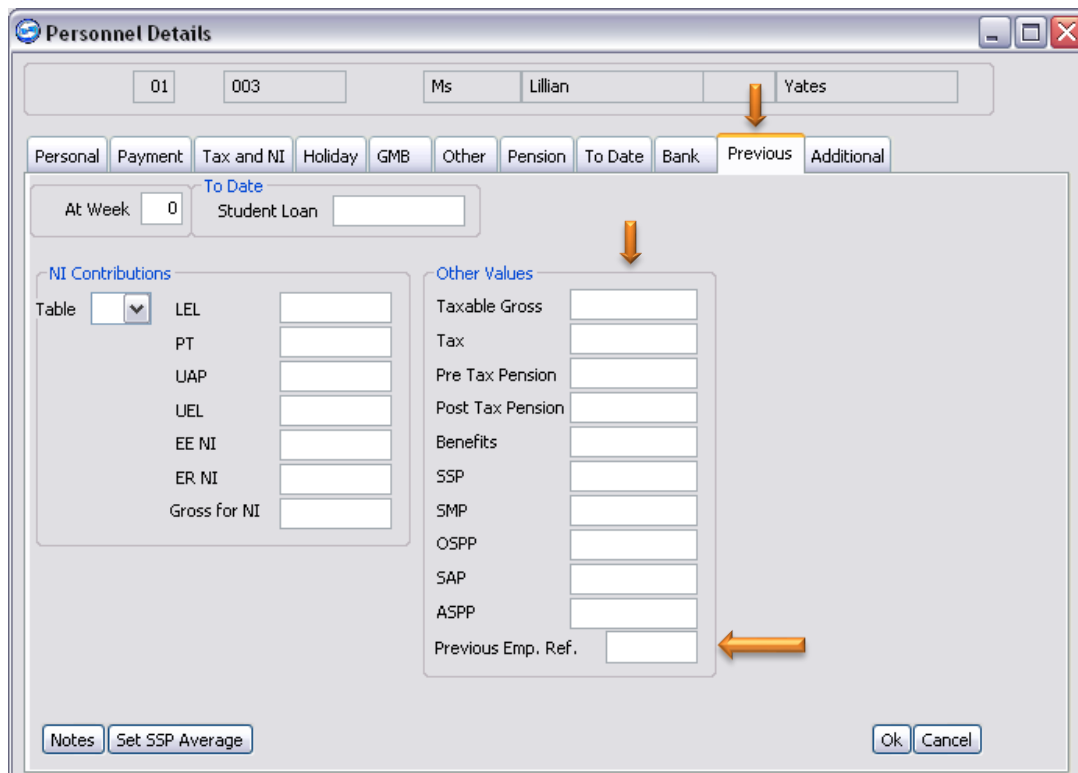 Personnel Details
01 003 Ms Lillian Yates
Personal Payment Tax and NI Holiday GMB Other Pension To Date Bank Previous Additional
To Date
At Week 0 Student Loan
NI Contributions
Table LEL
PT
UAP
UEL
EE NI
ER NI
Gross for NI
Other Values
Taxable Gross
Tax
Pre Tax Pension
Post Tax Pension
Benefits
SSP
SMP
OSPP
SAP
ASPP
Previous Emp. Ref.
Notes Set SSP Average Ok Cancel